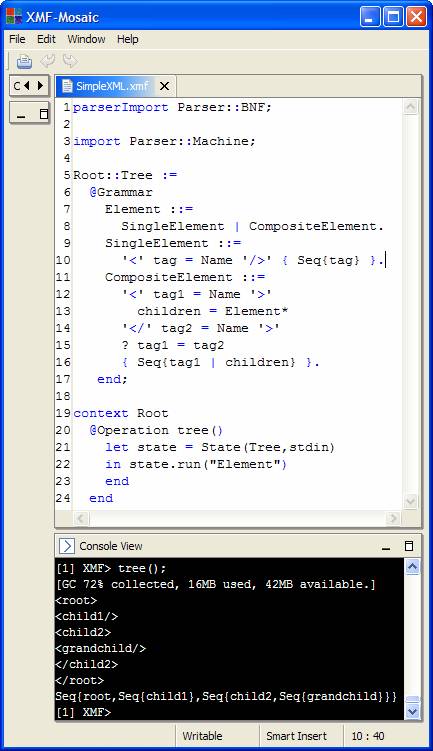 XMF-Mosaic
File Edit Window Help
C
SimpleXML.xmf
1 parserImport Parser::BNF;
2
3 import Parser::Machine;
4
5 Root::Tree :=
6   @Grammar
7     Element ::=
8       SingleElement | CompositeElement.
9     SingleElement ::=
10       '<' tag = Name '/>' { Seq{tag} }.
11     CompositeElement ::=
12       '<' tag1 = Name '>'
13         children = Element*
14       '</' tag2 = Name '>'
15       ? tag1 = tag2
16       { Seq{tag1 | children} }.
17    end;
18
19 context Root
20   @Operation tree()
21     let state = State(Tree,stdin)
22     in state.run("Element")
23     end
24   end
Console View
[1] XMF> tree();
[GC 72% collected, 16MB used, 42MB available.]
<root>
<child1/>
<child2>
<grandchild/>
</child2>
</root>
Seq{root,Seq{child1},Seq{child2,Seq{grandchild}}}
[1] XMF>
Writable Smart Insert 10 : 40